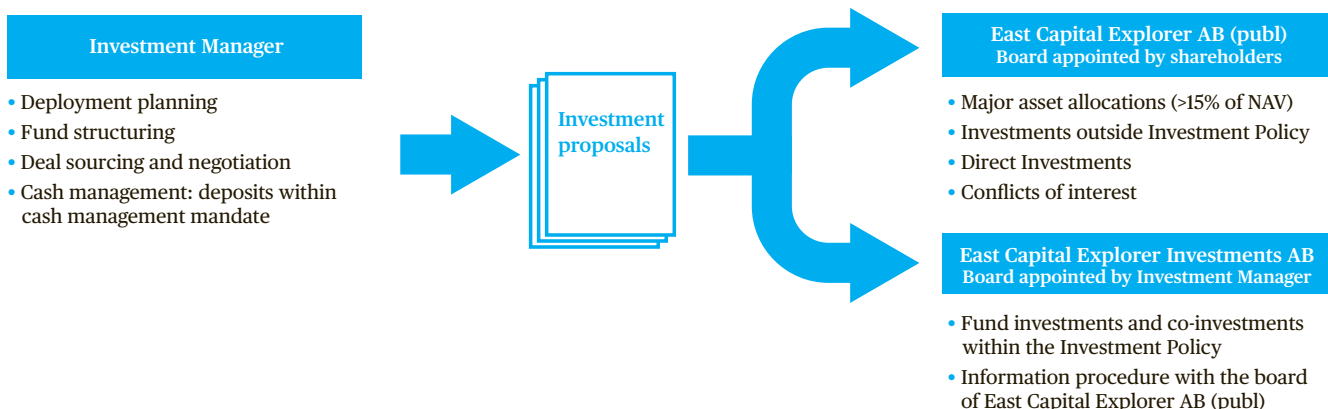 Investment Manager
• Deployment planning
• Fund structuring
• Deal sourcing and negotiation
• Cash management: deposits within
cash management mandate
Investment
proposals
East Capital Explorer AB (publ)
Board appointed by shareholders
• Major asset allocations (>15% of NAV)
• Investments outside Investment Policy
• Direct Investments
• Conflicts of interest
East Capital Explorer Investments AB
Board appointed by Investment Manager
• Fund investments and co-investments
within the Investment Policy
• Information procedure with the board
of East Capital Explorer AB (publ)